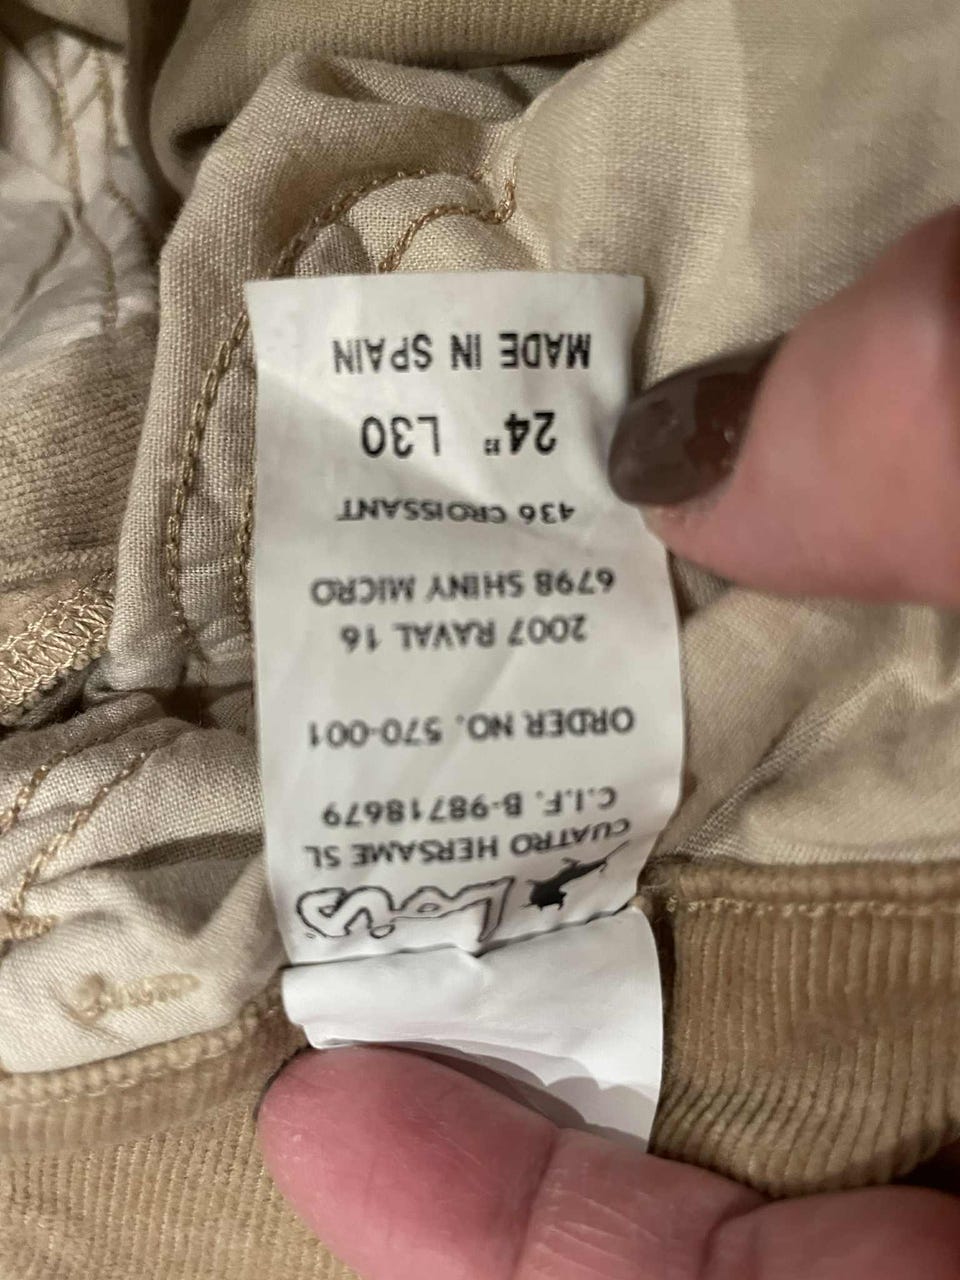 Lois
CUATRO HERSAME SL
C.I.F. B-98718679
ORDER NO. 570-001
2007 RAVAL 16
6798 SHINY MICRO
436 CROISSANT
24" L30
MADE IN SPAIN